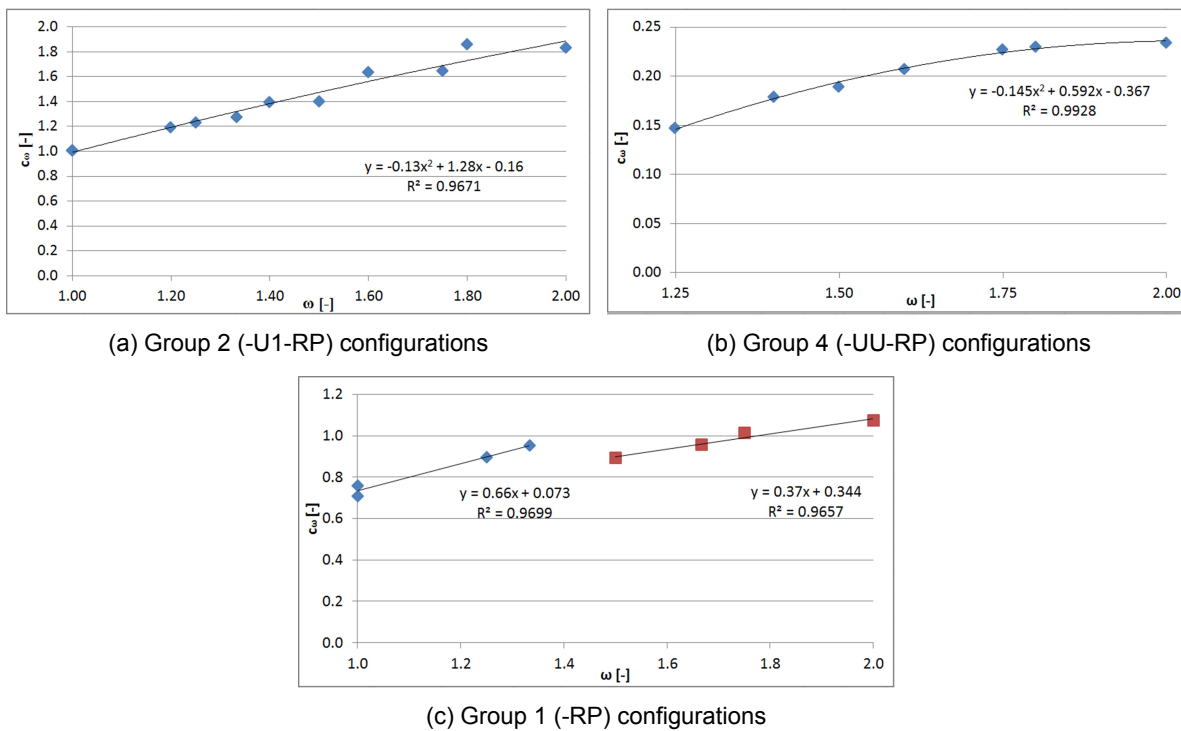 2.0
1.8
1.6
1.4
1.2
1.0
0.8
0.6
0.4
0.2
0.0
cω [-]
y = -0.13x² + 1.28x - 0.16
R² = 0.9671
1.00 1.20 1.40 1.60 1.80 2.00
ω [-]
(a) Group 2 (-U1-RP) configurations
0.25
0.20
0.15
0.10
0.05
0.00
cω [-]
y = -0.145x² + 0.592x - 0.367
R² = 0.9928
1.25 1.50 1.75 2.00
ω [-]
(b) Group 4 (-UU-RP) configurations
1.2
1.0
0.8
0.6
0.4
0.2
0.0
cω [-]
y = 0.66x + 0.073
R² = 0.9699
y = 0.37x + 0.344
R² = 0.9657
1.0 1.2 1.4 1.6 1.8 2.0
ω [-]
(c) Group 1 (-RP) configurations